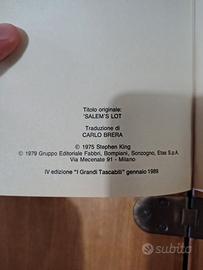 Titolo originale:
'SALEM'S LOT
Traduzione di
CARLO BRERA
© 1975 Stephen King
© 1979 Gruppo Editoriale Fabbri, Bompiani, Sonzogno, Etas S.p.A.
Via Mecenate 91 - Milano
IV edizione "I Grandi Tascabili" gennaio 1989
subito